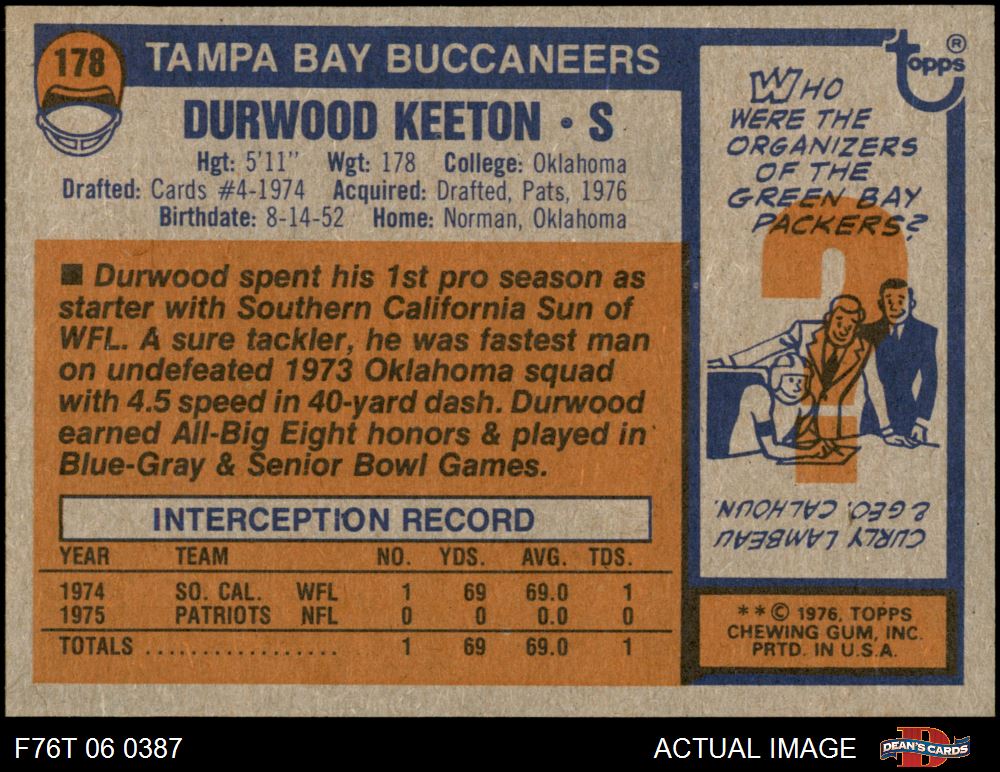 178
TAMPA BAY BUCCANEERS
DURWOOD KEETON • S
Hgt: 5'11" Wgt: 178 College: Oklahoma
Drafted: Cards #4-1974 Acquired: Drafted, Pats, 1976
Birthdate: 8-14-52 Home: Norman, Oklahoma
■ Durwood spent his 1st pro season as
starter with Southern California Sun of
WFL. A sure tackler, he was fastest man
on undefeated 1973 Oklahoma squad
with 4.5 speed in 40-yard dash. Durwood
earned All-Big Eight honors & played in
Blue-Gray & Senior Bowl Games.
INTERCEPTION RECORD
YEAR TEAM NO. YDS. AVG. TDS.
1974 SO. CAL. WFL 1 69 69.0 1
1975 PATRIOTS NFL 0 0 0.0 0
TOTALS ................. 1 69 69.0 1
topps ®
WHO
WERE THE
ORGANIZERS
OF THE
GREEN BAY
PACKERS?
?
CURLY LAMBEAU
& GEO. CALHOUN.
* * © 1976, TOPPS
CHEWING GUM, INC.
PRTD. IN U.S.A.
F76T 06 0387
ACTUAL IMAGE
D
DEAN'S CARDS